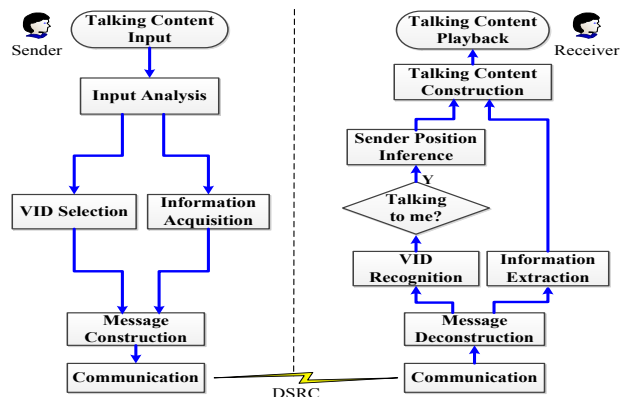 Sender
Talking Content
Input
Input Analysis
VID Selection
Information
Acquisition
Message
Construction
Communication
DSRC
Talking Content
Playback
Receiver
Talking Content
Construction
Sender Position
Inference
Y
Talking
to me?
VID
Recognition
Information
Extraction
Message
Deconstruction
Communication